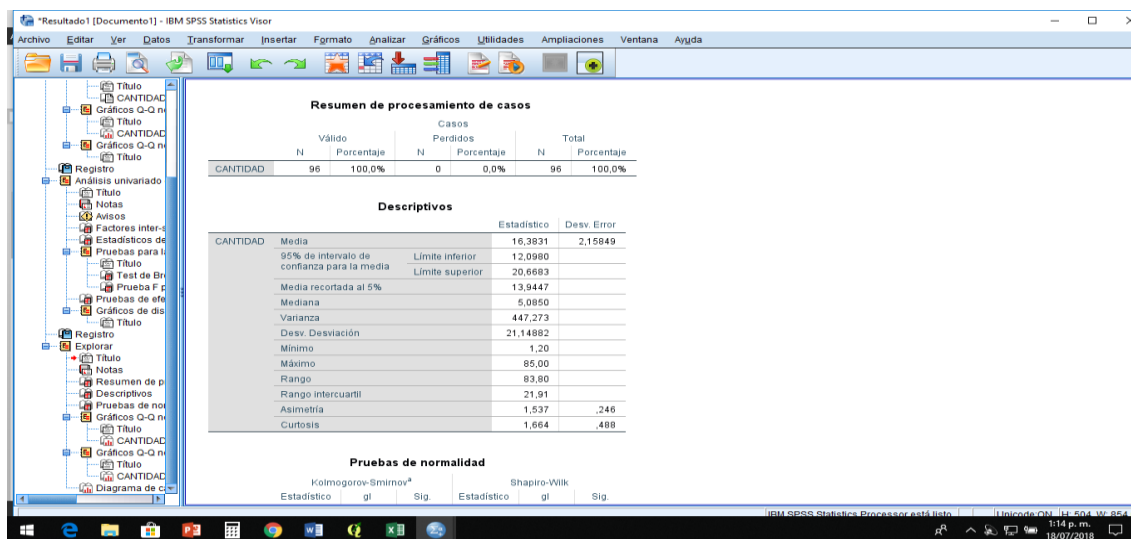 *Resultado1 [Documento1] - IBM SPSS Statistics Visor
Archivo Editar Ver Datos Transformar Insertar Formato Analizar Gráficos Utilidades Ampliaciones Ventana Ayuda
Título
CANTIDAD
Gráficos Q-Q n
Título
CANTIDAD
Gráficos Q-Q n
Título
Registro
Análisis univariado
Título
Notas
Avisos
Factores inter-s
Estadísticos de
Pruebas para l
Título
Test de Br
Prueba F p
Pruebas de efe
Gráficos de dis
Título
Registro
Explorar
Título
Notas
Resumen de p
Descriptivos
Pruebas de nor
Gráficos Q-Q n
Título
CANTIDAD
Gráficos Q-Q n
Título
CANTIDAD
Diagrama de c
Resumen de procesamiento de casos
Casos
Válido Perdidos Total
N Porcentaje N Porcentaje N Porcentaje
CANTIDAD 96 100,0% 0 0,0% 96 100,0%
Descriptivos
Estadístico Desv. Error
CANTIDAD Media 16,3831 2,15849
95% de intervalo de confianza para la media Límite inferior 12,0980
Límite superior 20,6683
Media recortada al 5% 13,9447
Mediana 5,0850
Varianza 447,273
Desv. Desviación 21,14882
Mínimo 1,20
Máximo 85,00
Rango 83,80
Rango intercuartil 21,91
Asimetría 1,537 ,246
Curtosis 1,664 ,488
Pruebas de normalidad
Kolmogorov-Smirnovª Shapiro-Wilk
Estadístico gl Sig. Estadístico gl Sig.
IBM SPSS Statistics Processor está listo Unicode:ON H: 504, W: 854
1:14 p. m.
18/07/2018